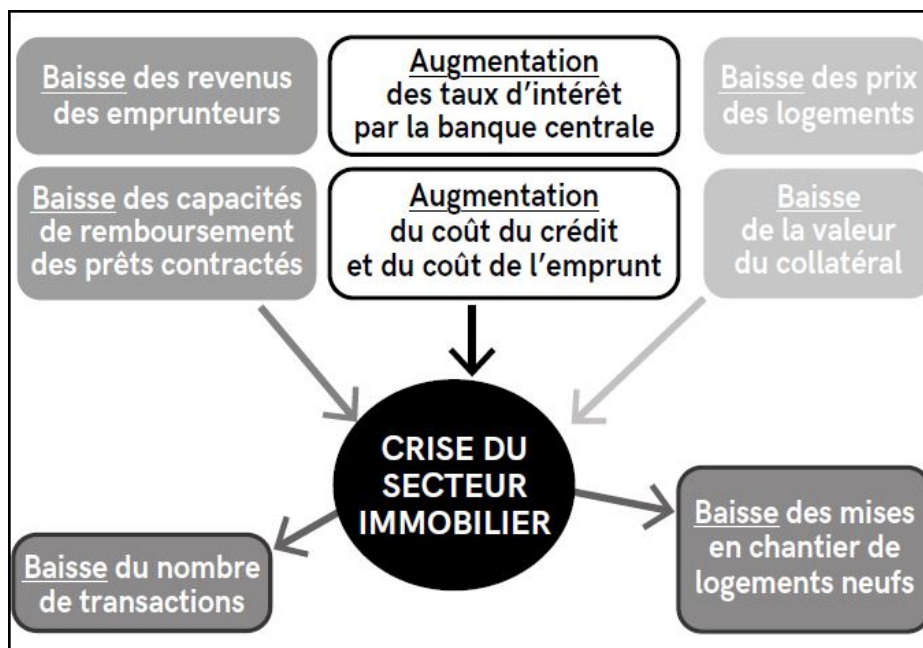 Baisse des revenus
des emprunteurs
Augmentation
des taux d’intérêt
par la banque centrale
Baisse des prix
des logements
Baisse des capacités
de remboursement
des prêts contractés
Augmentation
du coût du crédit
et du coût de l’emprunt
Baisse
de la valeur
du collatéral
CRISE DU
SECTEUR
IMMOBILIER
Baisse du nombre
de transactions
Baisse des mises
en chantier de
logements neufs